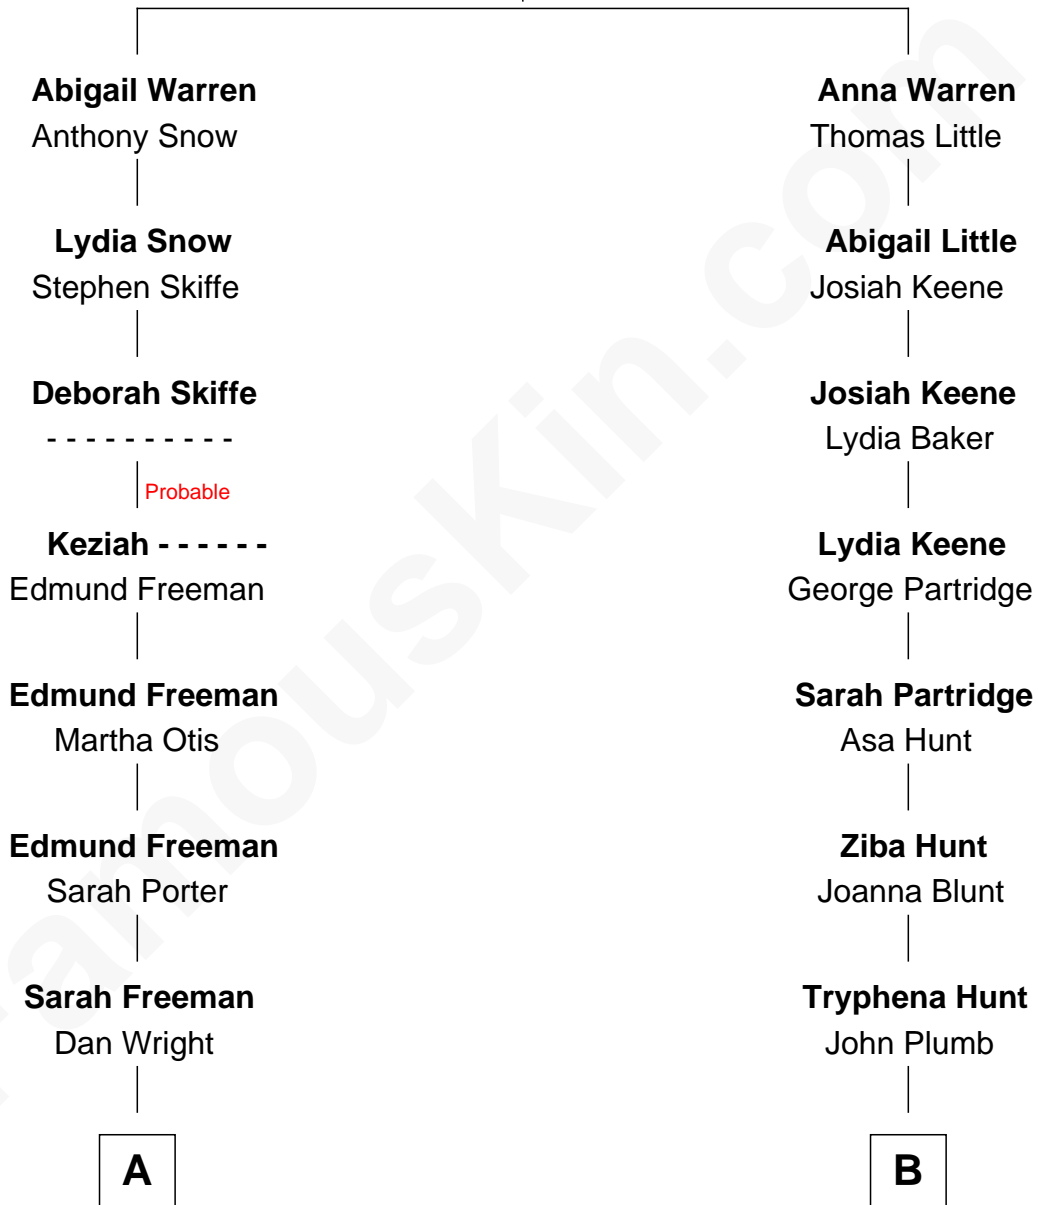 Abigail Warren
Anthony Snow
Lydia Snow
Stephen Skiffe
Deborah Skiffe
- - - - - - - - - -
Probable
Keziah - - - - - -
Edmund Freeman
Edmund Freeman
Martha Otis
Edmund Freeman
Sarah Porter
Sarah Freeman
Dan Wright
A
Anna Warren
Thomas Little
Abigail Little
Josiah Keene
Josiah Keene
Lydia Baker
Lydia Keene
George Partridge
Sarah Partridge
Asa Hunt
Ziba Hunt
Joanna Blunt
Tryphena Hunt
John Plumb
B
FamousKin.com